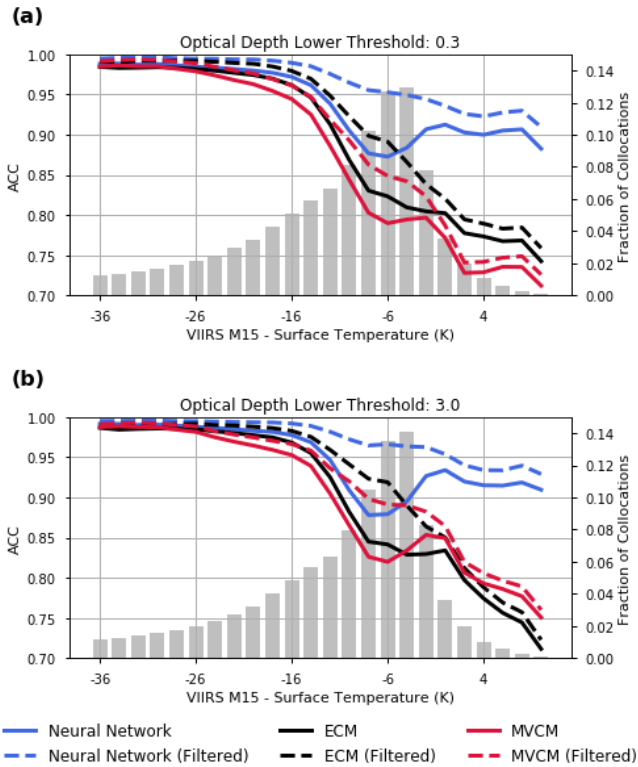 (a)
Optical Depth Lower Threshold: 0.3
1.00
0.95
0.90
0.85
0.80
0.75
0.70
ACC
0.14
0.12
0.10
0.08
0.06
0.04
0.02
0.00
Fraction of Collocations
-36 -26 -16 -6 4
VIIRS M15 - Surface Temperature (K)
(b)
Optical Depth Lower Threshold: 3.0
1.00
0.95
0.90
0.85
0.80
0.75
0.70
ACC
0.14
0.12
0.10
0.08
0.06
0.04
0.02
0.00
Fraction of Collocations
-36 -26 -16 -6 4
VIIRS M15 - Surface Temperature (K)
Neural Network ECM MVCM
Neural Network (Filtered) ECM (Filtered) MVCM (Filtered)